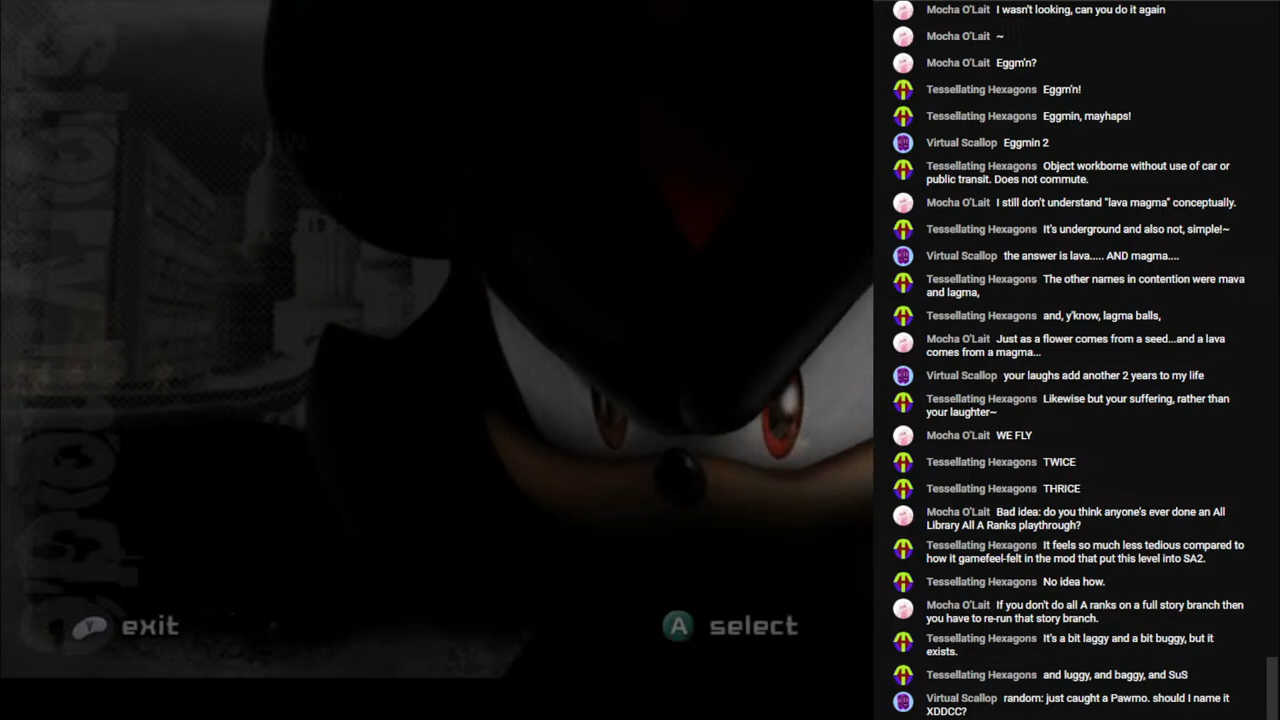 Mocha O'Lait I wasn't looking, can you do it again
Mocha O'Lait ~
Mocha O'Lait Eggm'n?
Tessellating Hexagons Eggm'n!
Tessellating Hexagons Eggmin, mayhaps!
Virtual Scallop Eggmin 2
Tessellating Hexagons Object workborne without use of car or
public transit. Does not commute.
Mocha O'Lait I still don't understand "lava magma" conceptually.
Tessellating Hexagons It's underground and also not, simple!~
Virtual Scallop the answer is lava..... AND magma....
Tessellating Hexagons The other names in contention were mava
and lagma,
Tessellating Hexagons and, y'know, lagma balls,
Mocha O'Lait Just as a flower comes from a seed...and a lava
comes from a magma...
Virtual Scallop your laughs add another 2 years to my life
Tessellating Hexagons Likewise but your suffering, rather than
your laughter~
Mocha O'Lait WE FLY
Tessellating Hexagons TWICE
Tessellating Hexagons THRICE
Mocha O'Lait Bad idea: do you think anyone's ever done an All
Library All A Ranks playthrough?
Tessellating Hexagons It feels so much less tedious compared to
how it gamefeel-felt in the mod that put this level into SA2.
Tessellating Hexagons No idea how.
Mocha O'Lait If you don't do all A ranks on a full story branch then
you have to re-run that story branch.
Tessellating Hexagons It's a bit laggy and a bit buggy, but it
exists.
Tessellating Hexagons and luggy, and baggy, and SuS
Virtual Scallop random: just caught a Pawmo. should I name it
XDDCC?
Y exit
A select